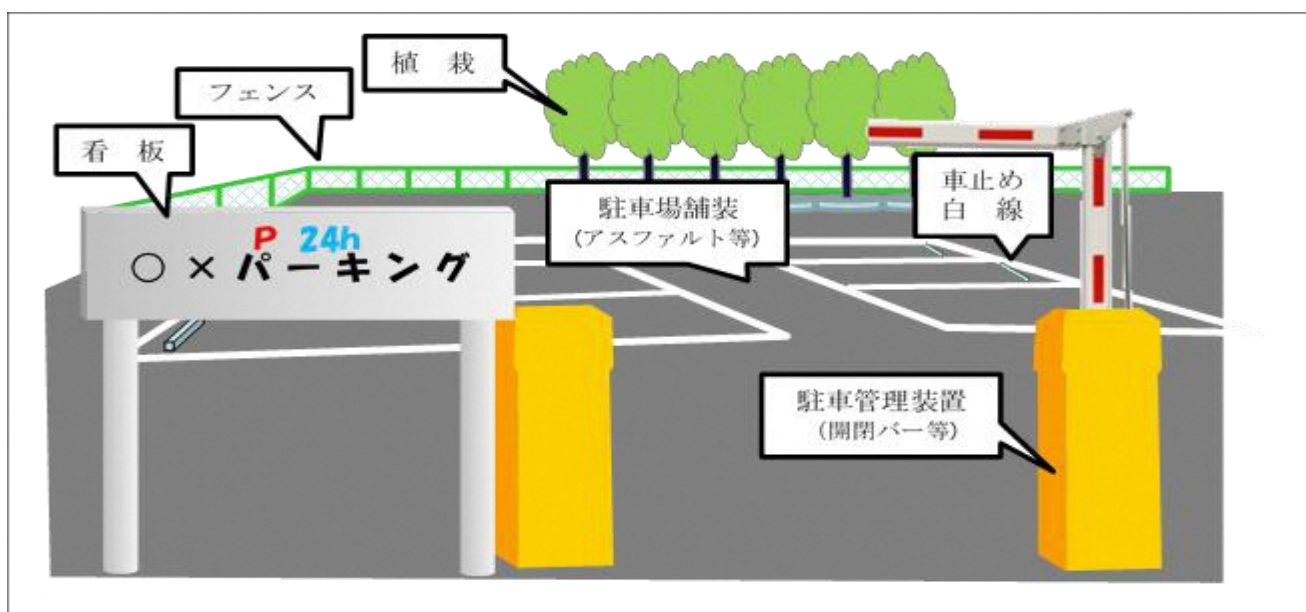 植 栽
フェンス
看 板
P 24h
○×パーキング
駐車場舗装
(アスファルト等)
車止め
白 線
駐車管理装置
(開閉バー等)